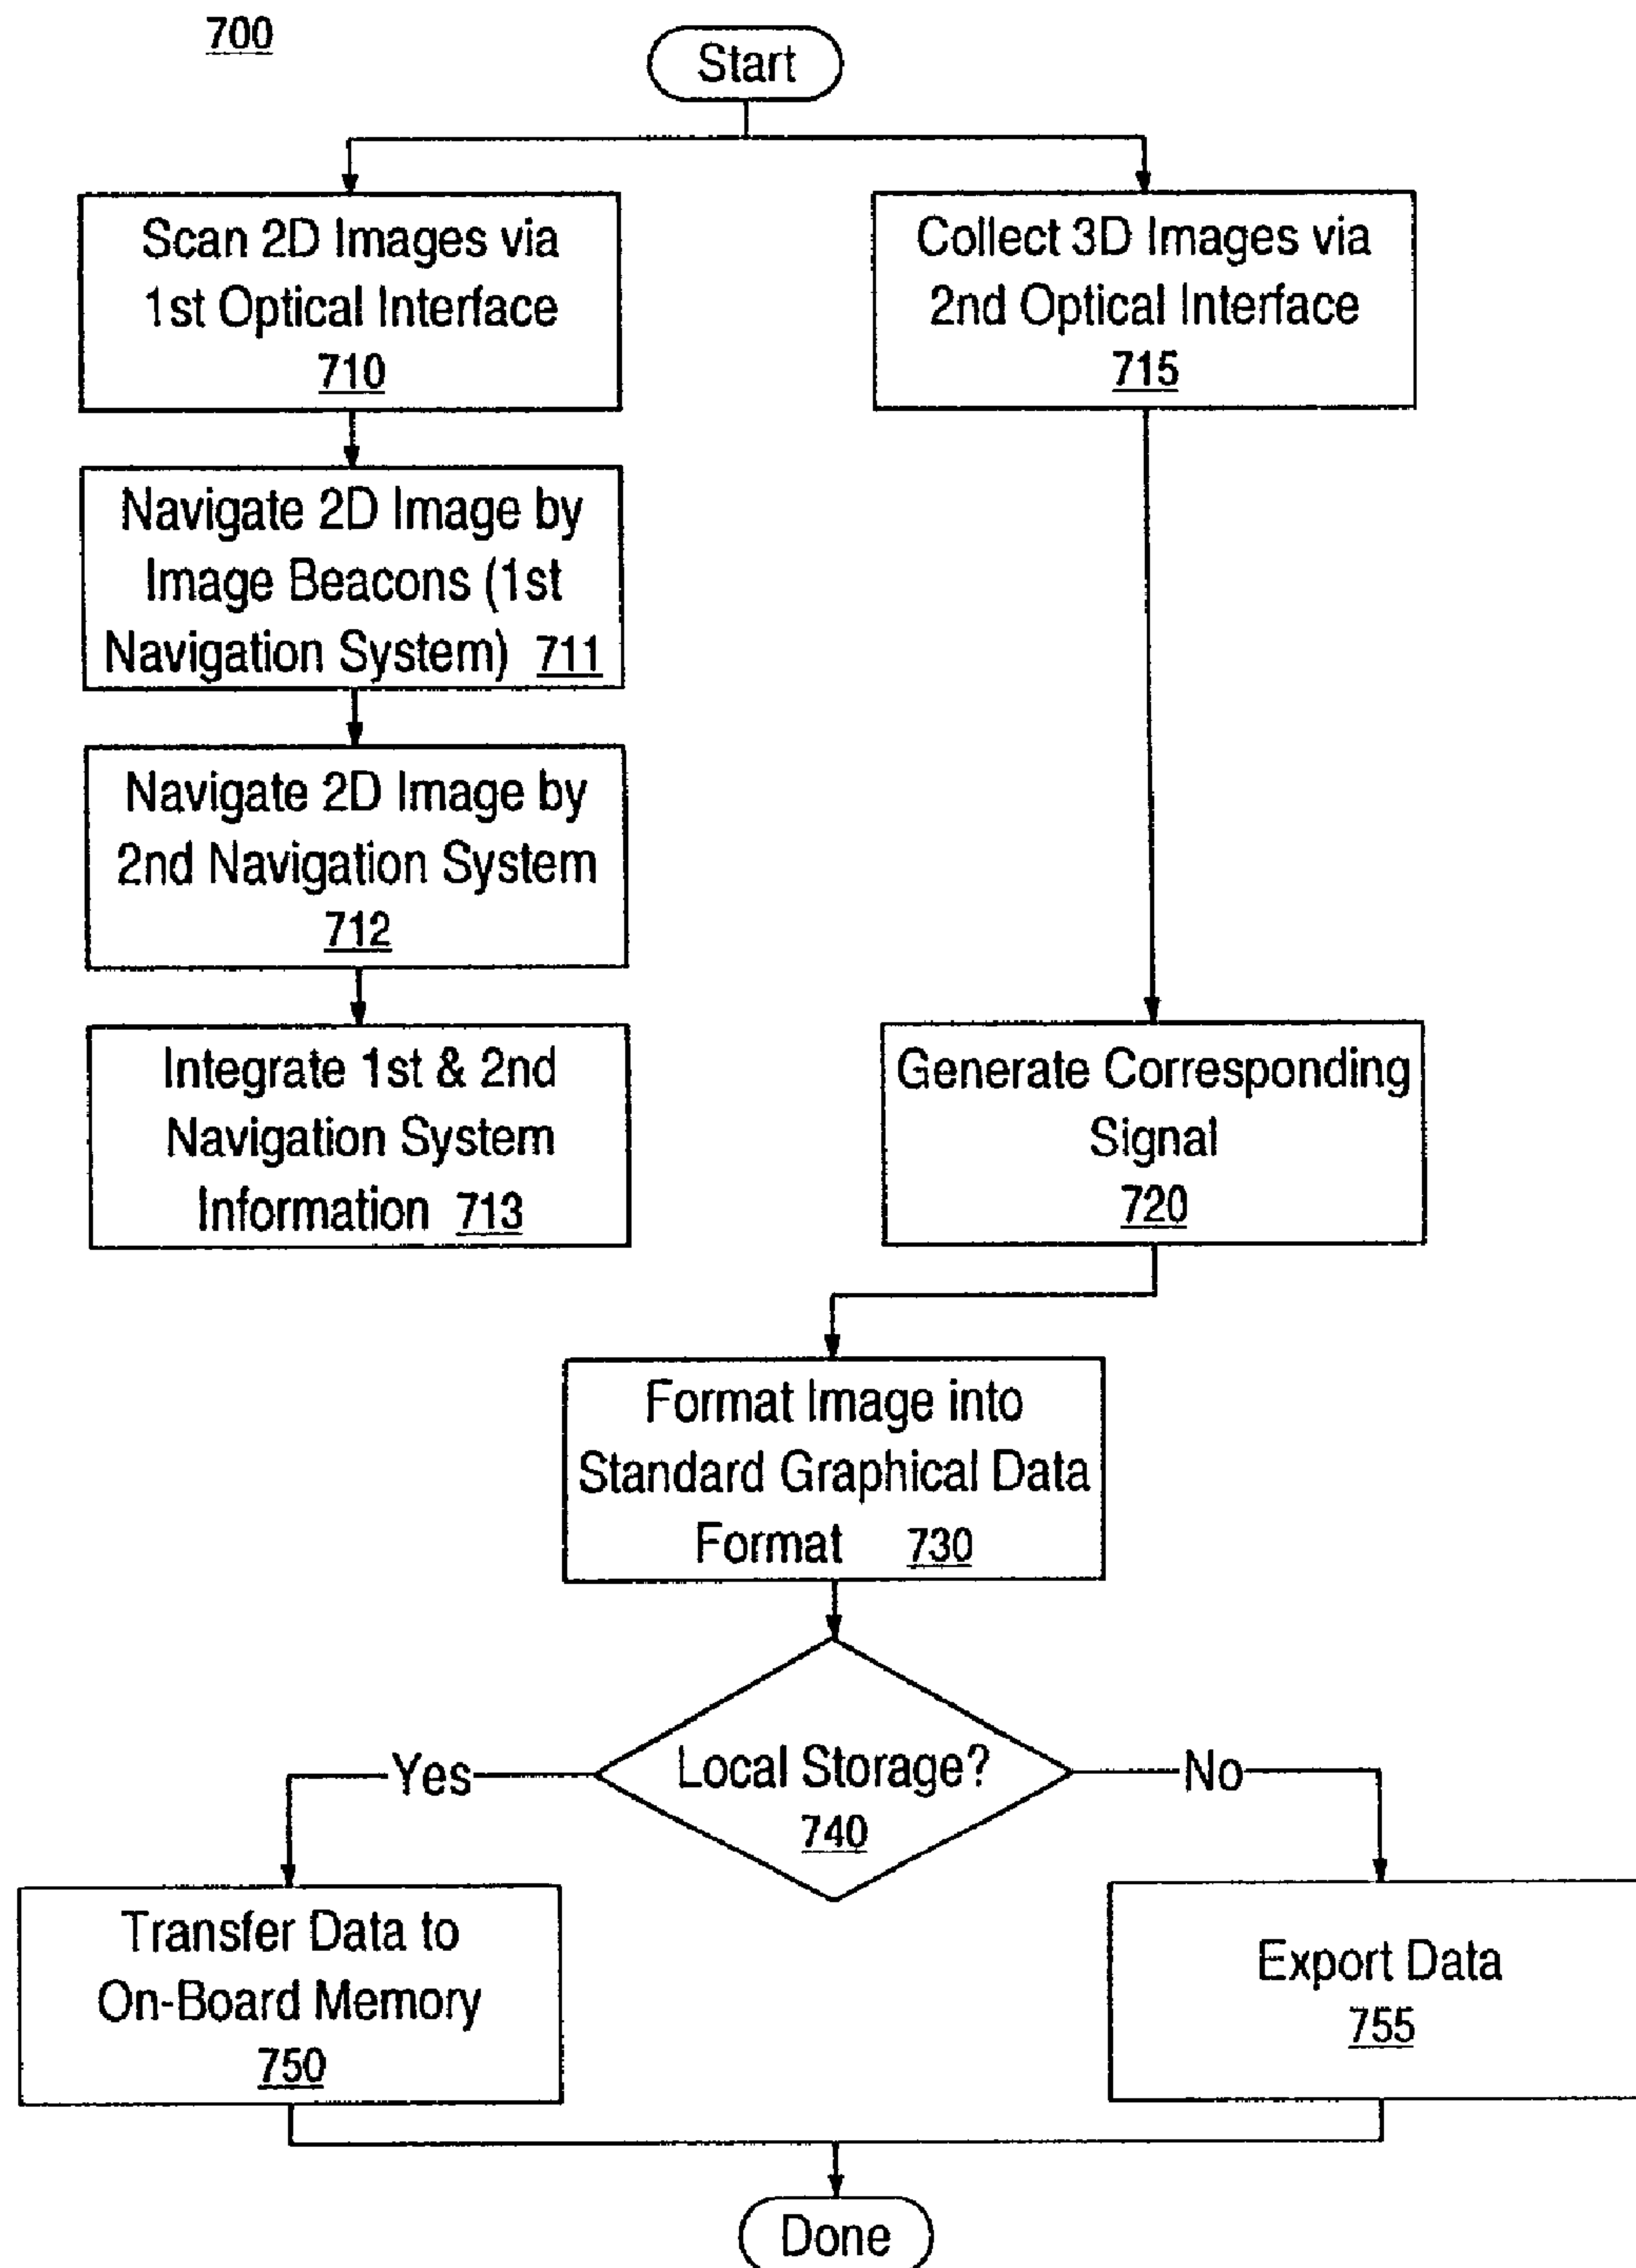 700
Start
Scan 2D Images via
1st Optical Interface
710
Collect 3D Images via
2nd Optical Interface
715
Navigate 2D Image by
Image Beacons (1st
Navigation System) 711
Navigate 2D Image by
2nd Navigation System
712
Integrate 1st & 2nd
Navigation System
Information 713
Generate Corresponding
Signal
720
Format Image into
Standard Graphical Data
Format 730
Local Storage?
740
Yes
No
Transfer Data to
On-Board Memory
750
Export Data
755
Done